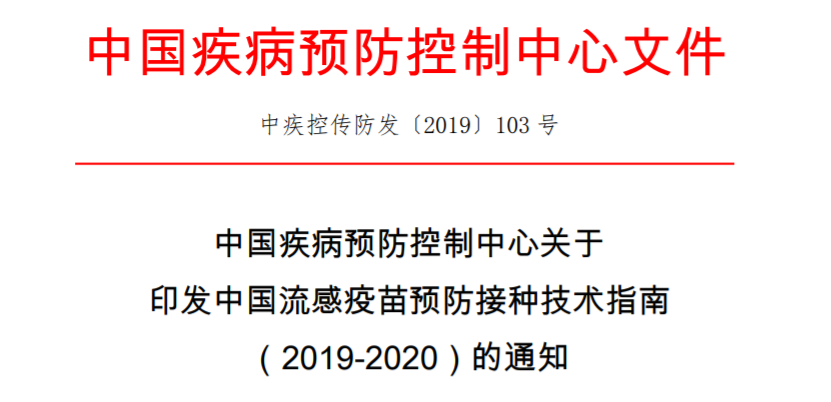 中国疾病预防控制中心文件
中疾控传防发〔2019〕103 号
中国疾病预防控制中心关于
印发中国流感疫苗预防接种技术指南
（2019-2020）的通知